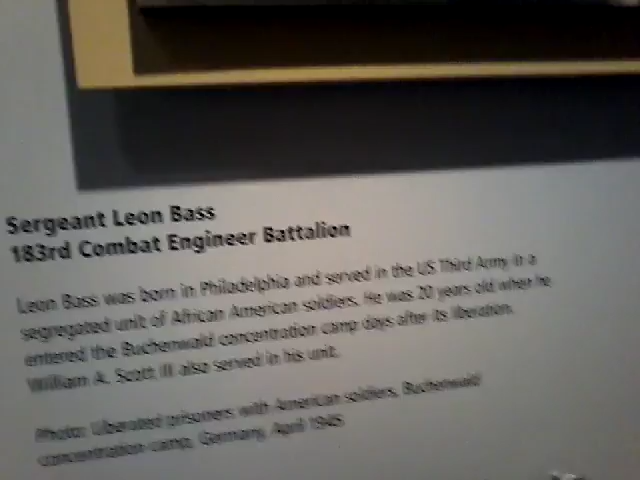 Sergeant Leon Bass
183rd Combat Engineer Battalion
Leon Bass was born in Philadelphia and served in the US Third Army in a
segregated unit of African American soldiers. He was 20 years old when he
entered the Buchenwald concentration camp days after its liberation.
William A. Scott III also served in his unit.
Photo: Liberated prisoners with American soldiers, Buchenwald
concentration camp, Germany, April 1945